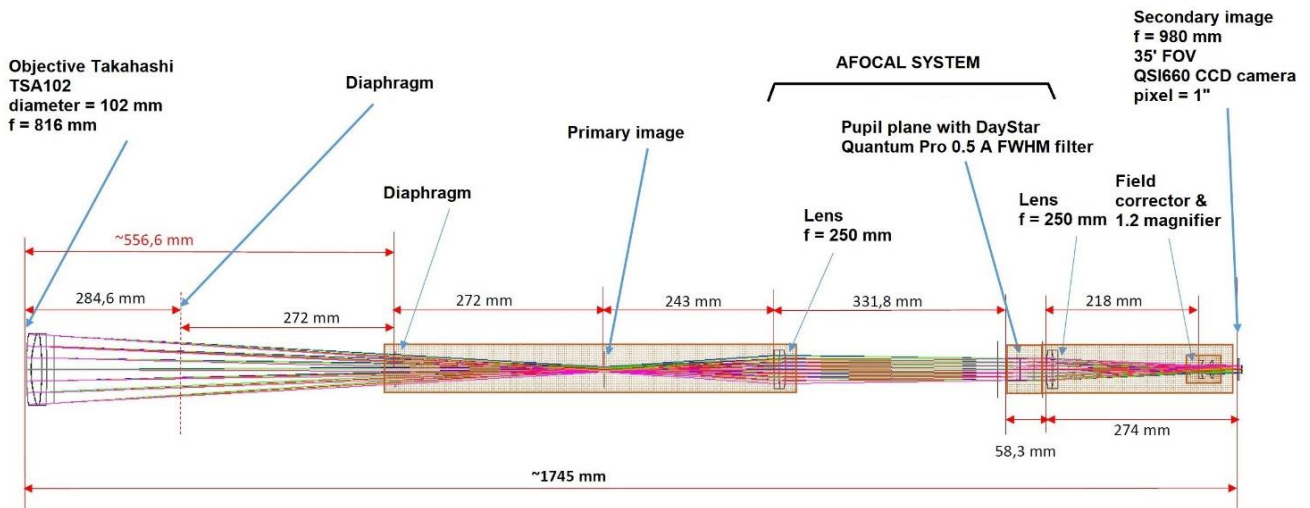 Objective Takahashi
TSA102
diameter = 102 mm
f = 816 mm
Diaphragm
Diaphragm
Primary image
AFOCAL SYSTEM
Pupil plane with DayStar
Quantum Pro 0.5 A FWHM filter
Secondary image
f = 980 mm
35' FOV
QSI660 CCD camera
pixel = 1"
Lens
f = 250 mm
Lens
f = 250 mm
Field
corrector &
1.2 magnifier
~556,6 mm
284,6 mm
272 mm
272 mm
243 mm
331,8 mm
218 mm
58,3 mm
274 mm
~1745 mm